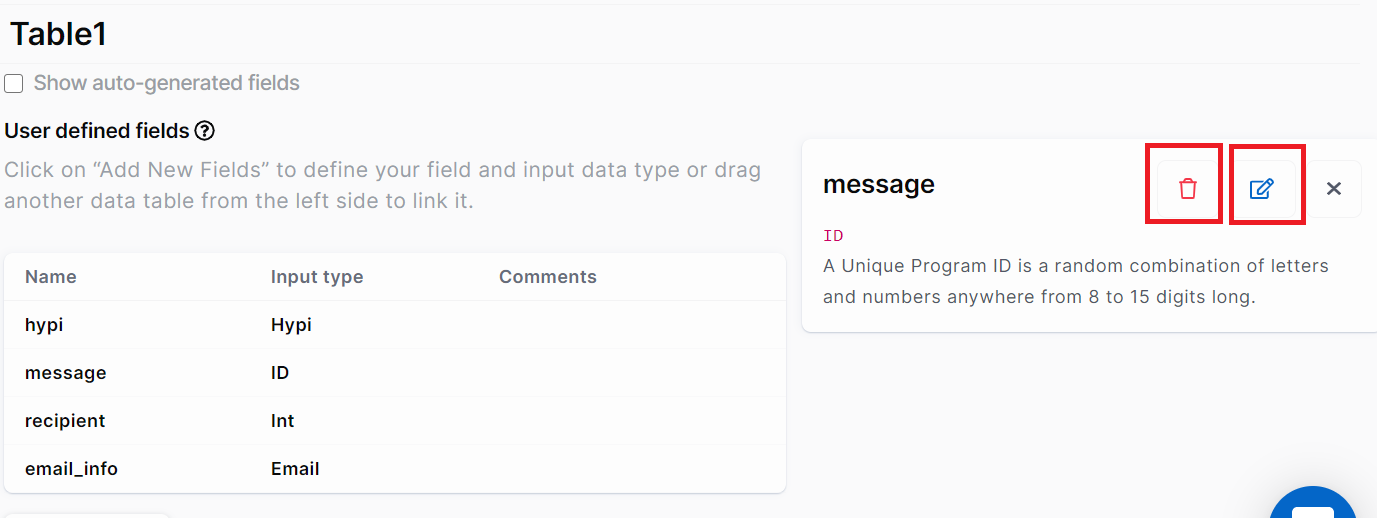 Table1
Show auto-generated fields
User defined fields
Click on “Add New Fields” to define your field and input data type or drag
another data table from the left side to link it.
Name Input type Comments
hypi Hypi
message ID
recipient Int
email_info Email
message
ID
A Unique Program ID is a random combination of letters
and numbers anywhere from 8 to 15 digits long.